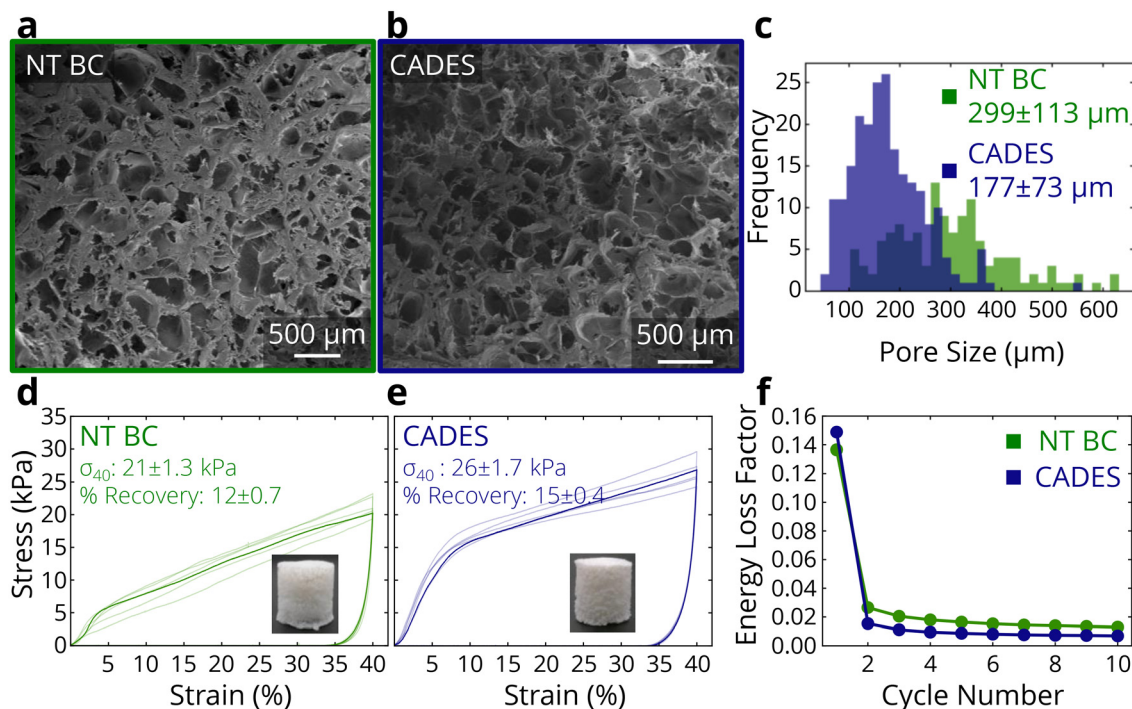 a
NT BC
500 μm
b
CADES
500 μm
c
NT BC
299±113 μm
CADES
177±73 μm
Frequency
25
20
15
10
5
0
100 200 300 400 500 600
Pore Size (μm)
d
NT BC
σ40: 21±1.3 kPa
% Recovery: 12±0.7
Stress (kPa)
35
30
25
20
15
10
5
0
5 10 15 20 25 30 35 40
Strain (%)
e
CADES
σ40 : 26±1.7 kPa
% Recovery: 15±0.4
5 10 15 20 25 30 35 40
Strain (%)
f
NT BC
CADES
Energy Loss Factor
0.16
0.14
0.12
0.10
0.08
0.06
0.04
0.02
0.00
2 4 6 8 10
Cycle Number